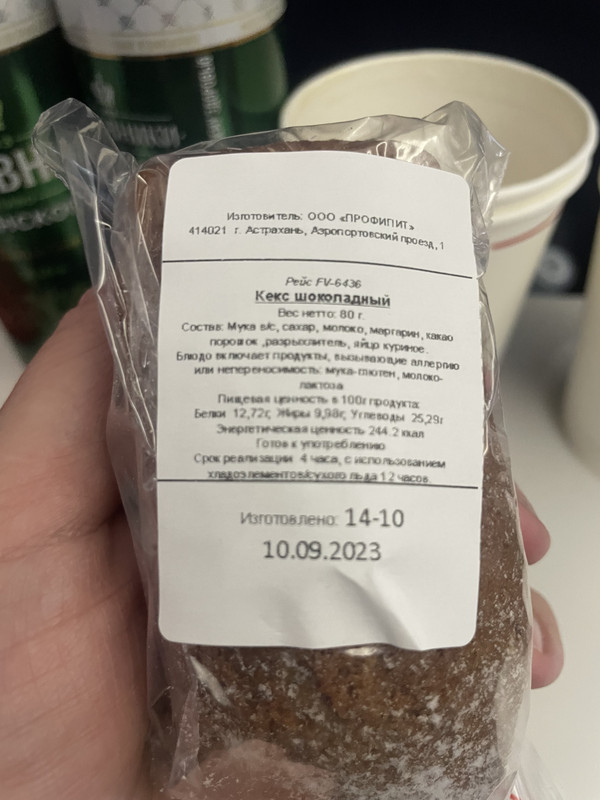 Изготовитель: ООО «ПРОФИПИТ»
414021 г. Астрахань, Аэропортовский проезд,1
Рейс FV-6436
Кекс шоколадный
Вес нетто: 80 г.
Состав: Мука в/с, сахар, молоко, маргарин, какао
порошок ,разрыхлитель, яйцо куриное.
Блюдо включает продукты, вызывающие аллергию
или непереносимость: мука-глютен, молоко-
лактоза
Пищевая ценность в 100г продукта:
Белки 12,72г, Жиры 9,98г, Углеводы 25,29г
Энергетическая ценность 244.2 ккал
Готов к употреблению
Срок реализации 4 часа, с использованием
хладоэлементов/сухого льда 12 часов.
Изготовлено: 14-10
10.09.2023